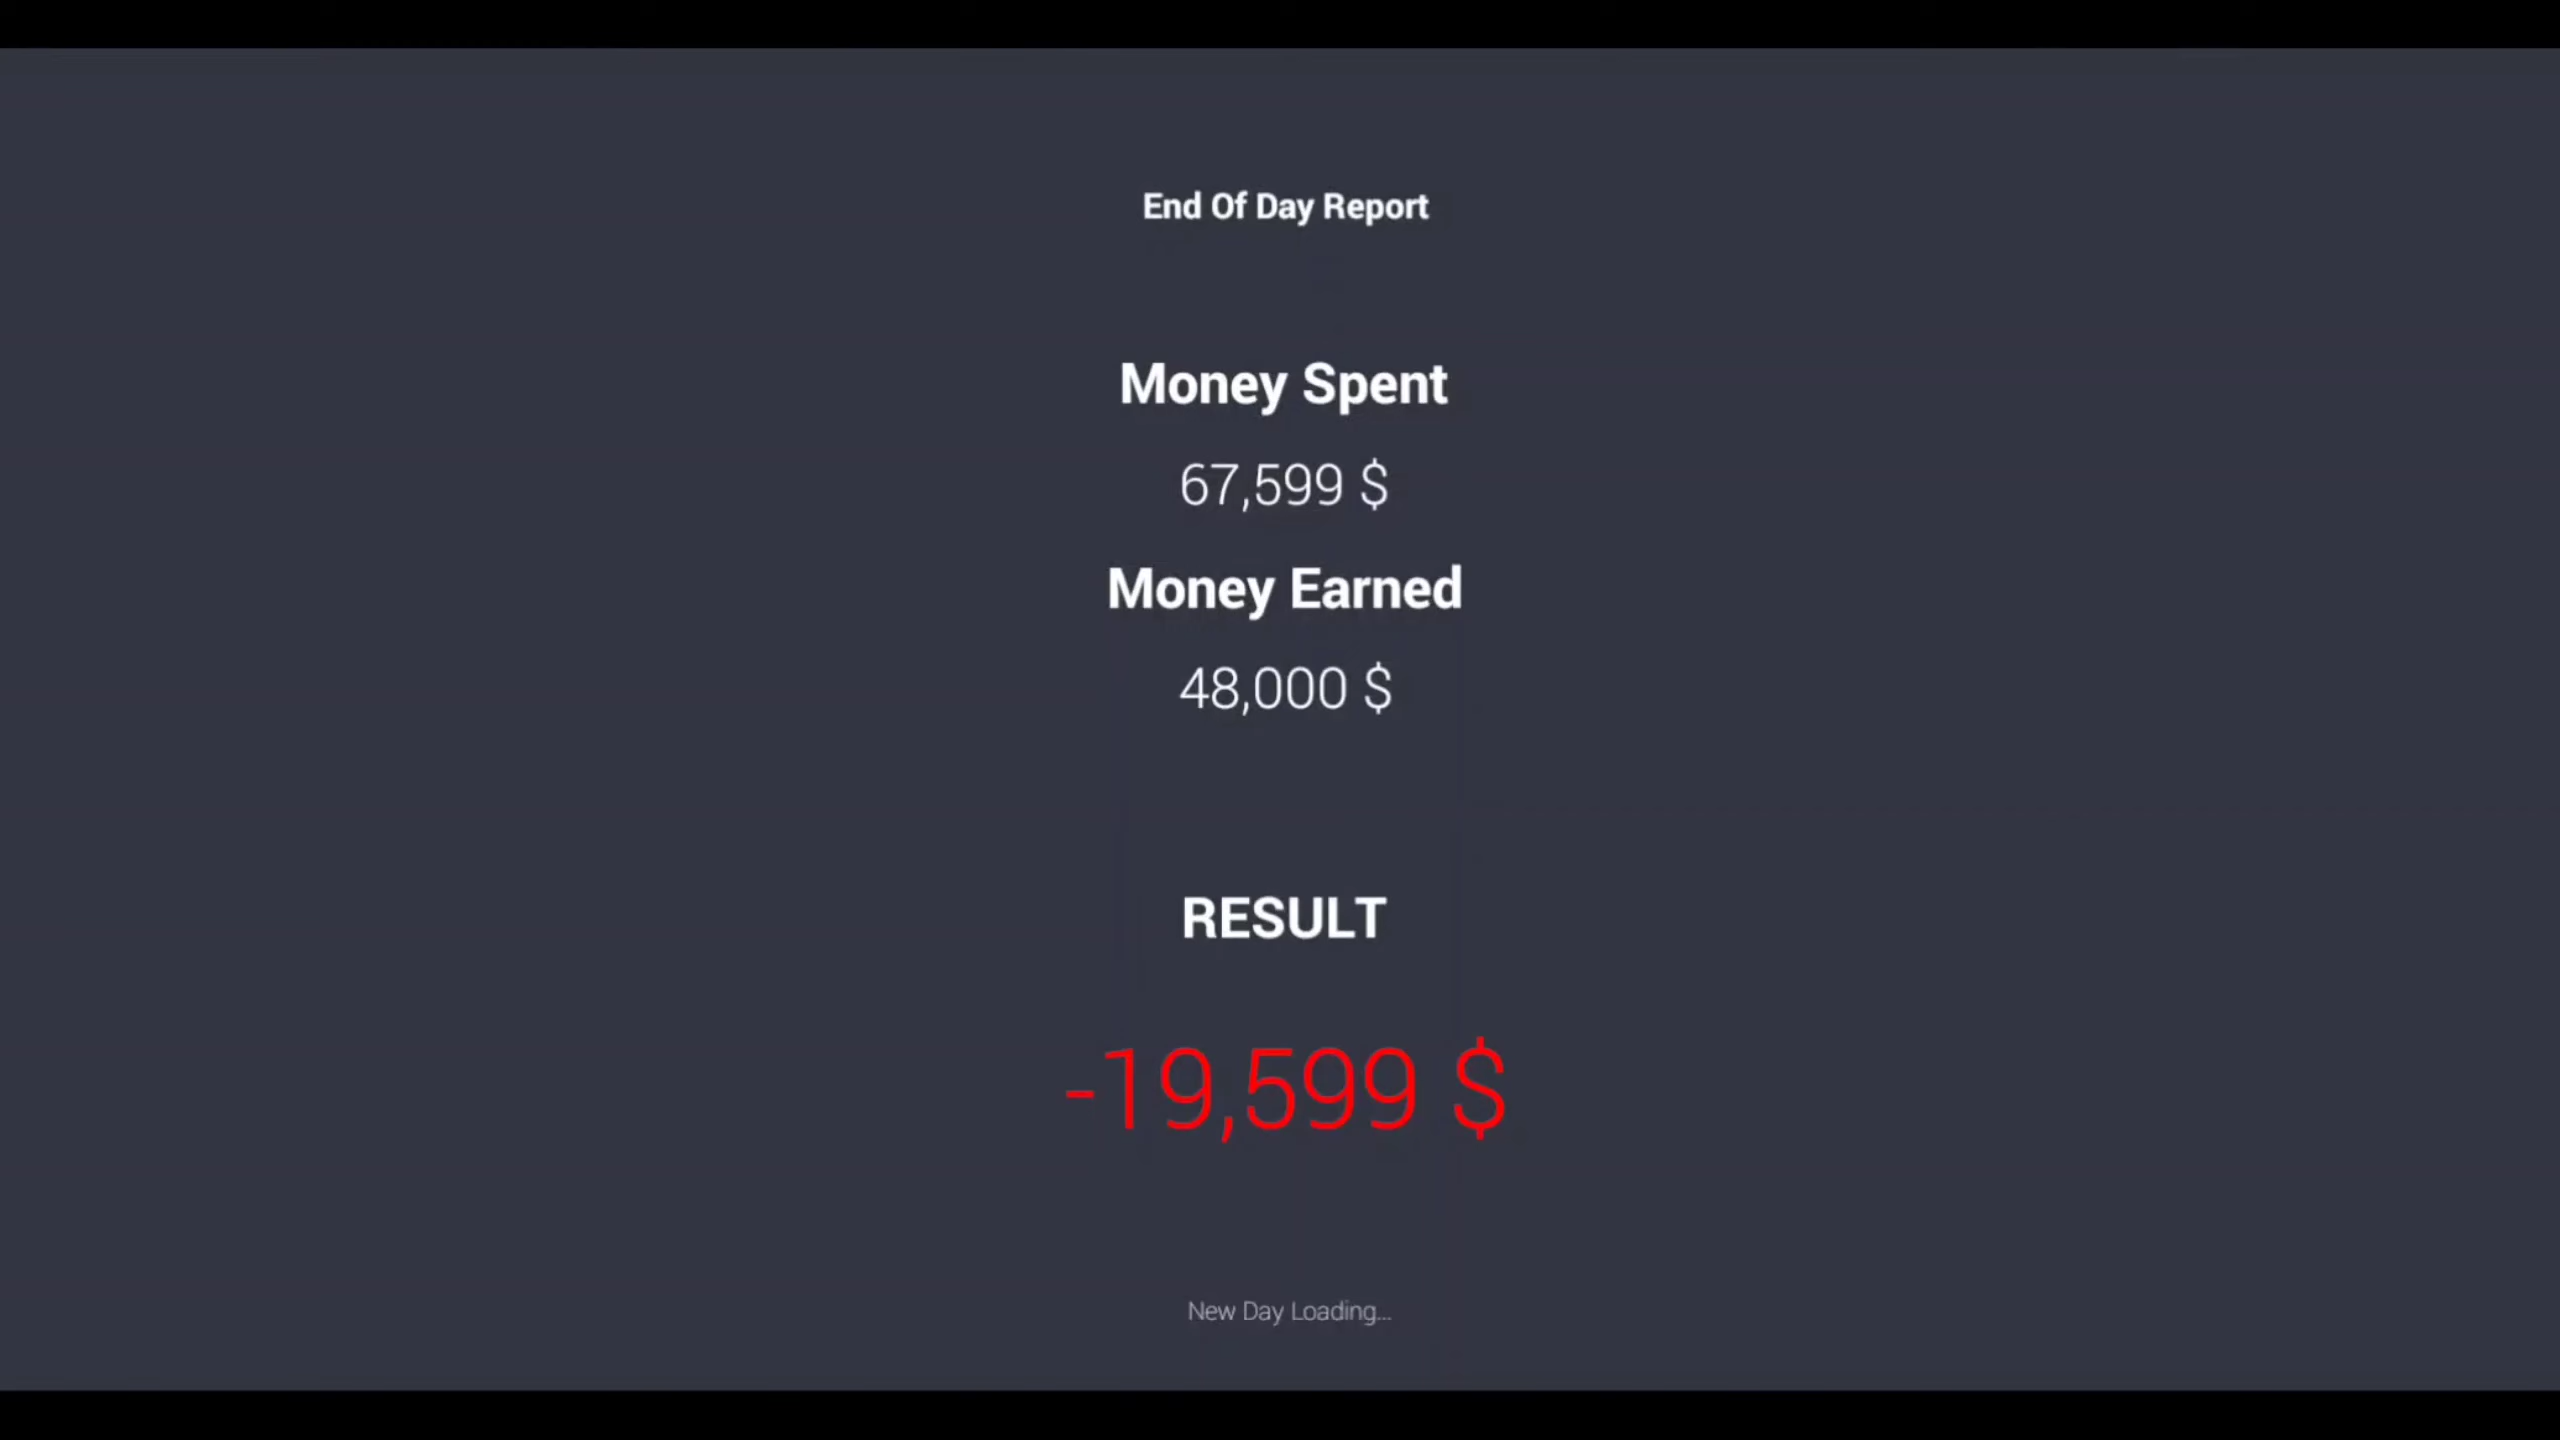 End Of Day Report
Money Spent
67,599 $
Money Earned
48,000 $
RESULT
-19,599 $
New Day Loading...